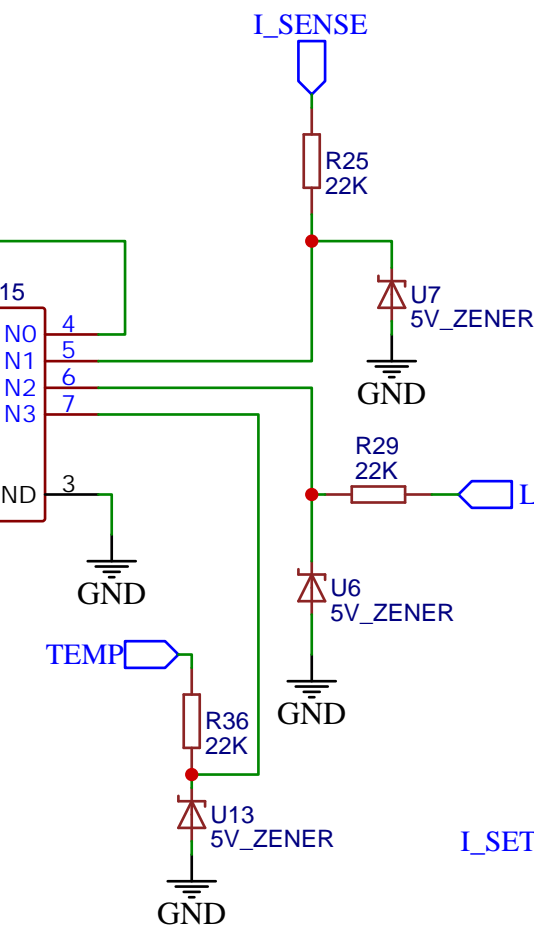 I_SENSE
R25
22K
15
U7
5V_ZENER
GND
N0 4
N1 5
N2 6
N3 7
ND 3
GND
R29
22K
L
U6
5V_ZENER
GND
TEMP
R36
22K
U13
5V_ZENER
GND
I_SET